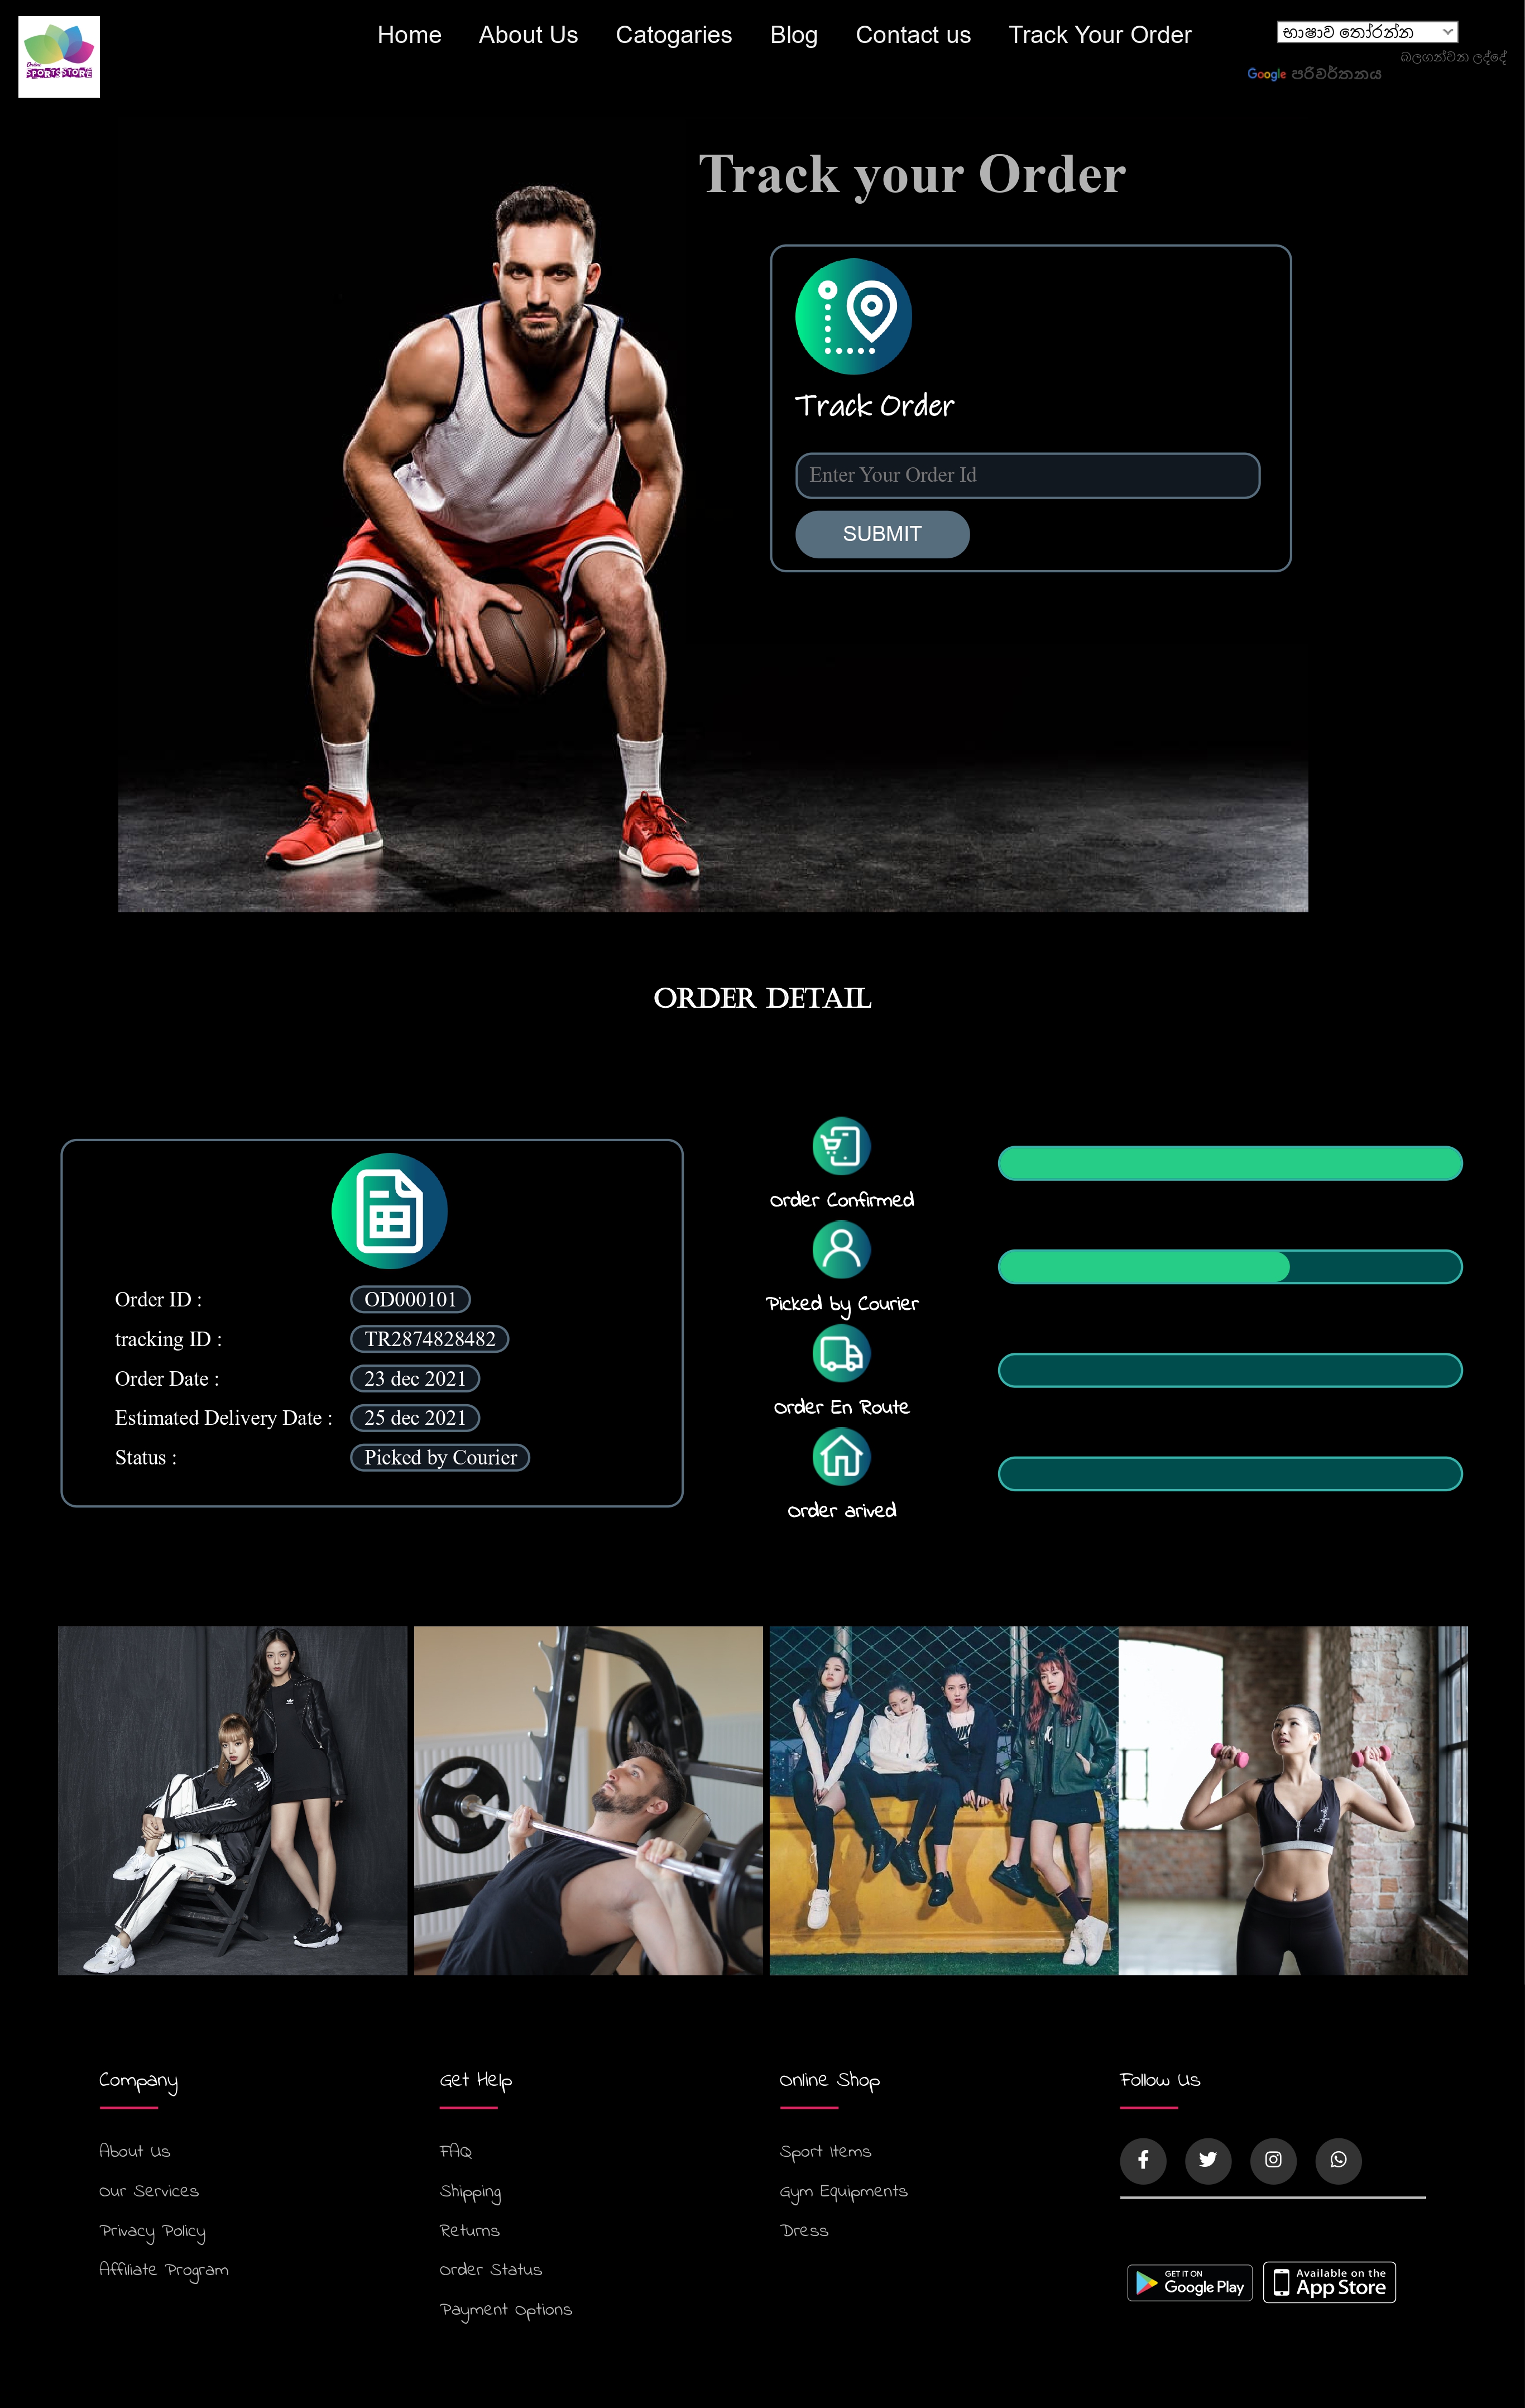 Online
SPORTS STORE
Home About Us Catogaries Blog Contact us Track Your Order
භාෂාව තෝරන්න
බලගන්වන ලද්දේ
Google පරිවර්තනය
Track your Order
Track Order
Enter Your Order Id
SUBMIT
ORDER DETAIL
Order ID : OD000101
tracking ID : TR2874828482
Order Date : 23 dec 2021
Estimated Delivery Date : 25 dec 2021
Status : Picked by Courier
Order Confirmed
Picked by Courier
Order En Route
Order arived
Company
About Us
Our Services
Privacy Policy
Affiliate Program
Get Help
FAQ
Shipping
Returns
Order Status
Payment Options
Online Shop
Sport Items
Gym Equipments
Dress
Follow Us
GET IT ON
Google Play
Available on the
App Store